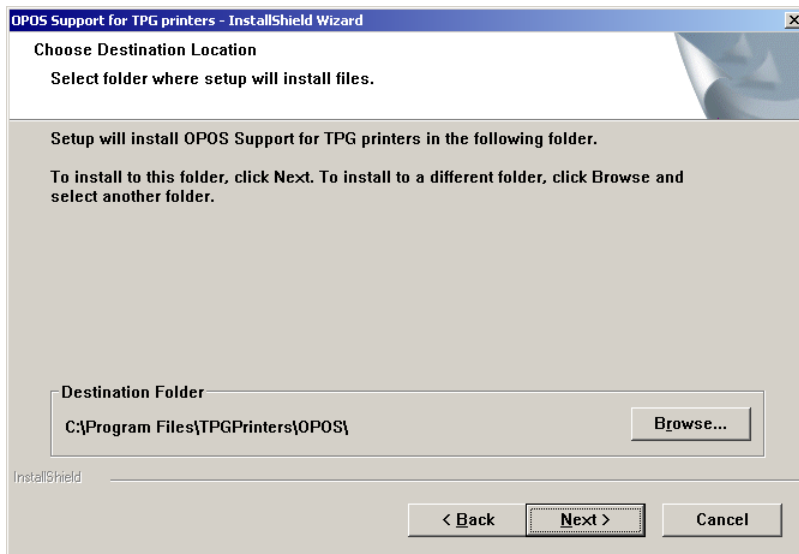 OPOS Support for TPG printers - InstallShield Wizard
Choose Destination Location
Select folder where setup will install files.
Setup will install OPOS Support for TPG printers in the following folder.
To install to this folder, click Next. To install to a different folder, click Browse and
select another folder.
Destination Folder
C:\Program Files\TPGPrinters\OPOS\
Browse...
InstallShield
< Back
Next >
Cancel